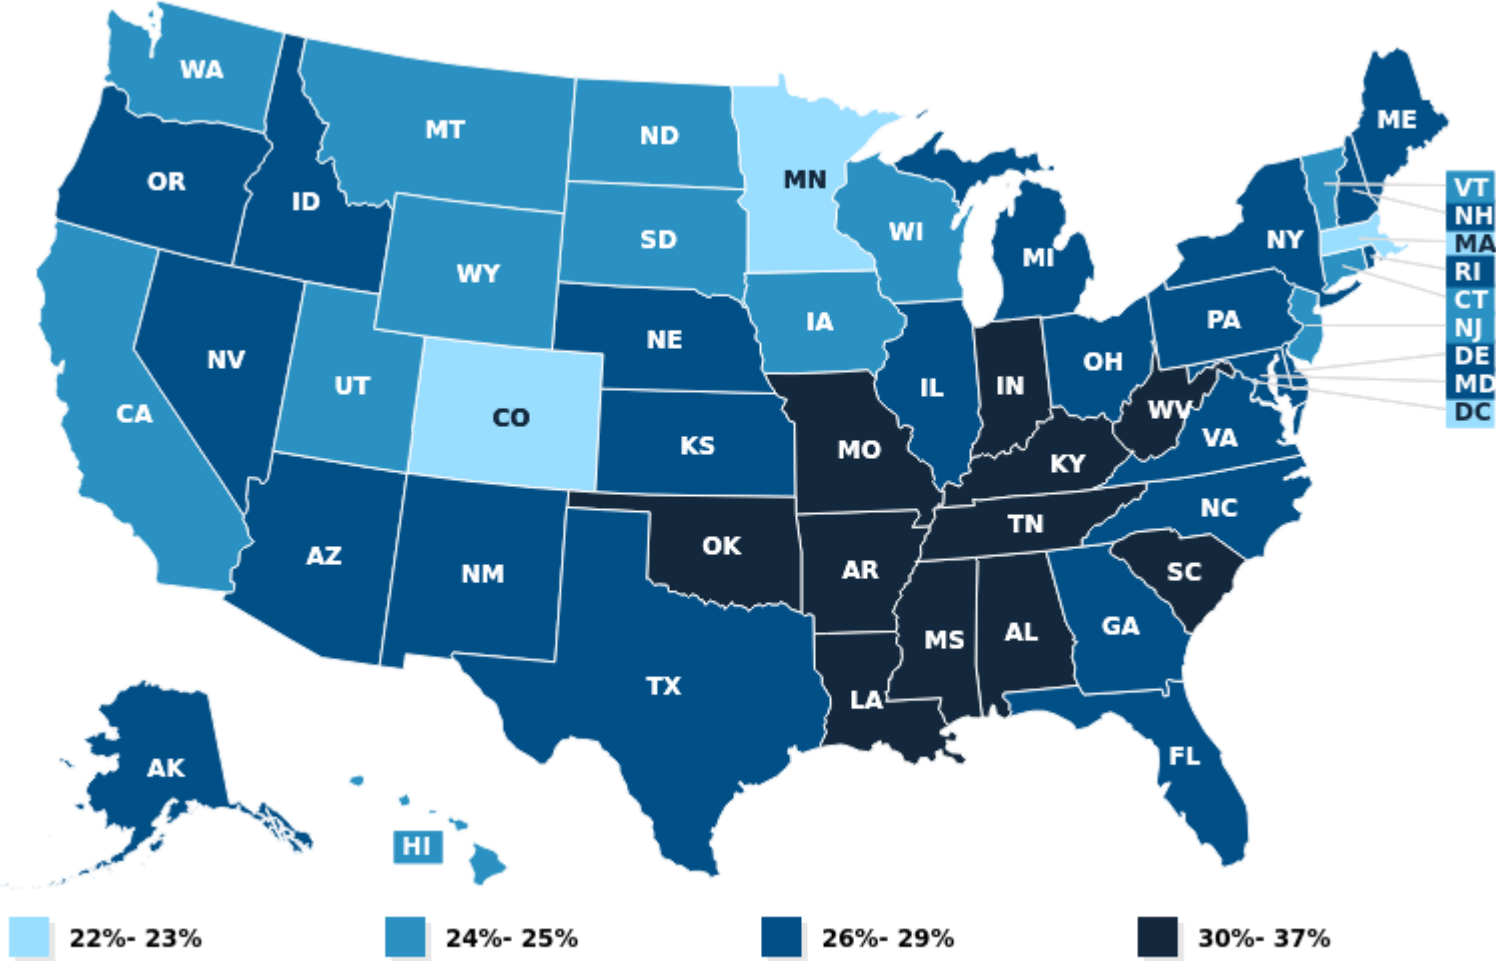 WA
MT
ND
MN
ME
OR
ID
SD
WI
MI
NY
VT
NH
MA
RI
CT
NJ
DE
MD
DC
WY
IA
NE
PA
NV
UT
CO
CA
KS
IL
IN
OH
WV
VA
MO
KY
NC
TN
OK
AR
SC
AZ
NM
MS
AL
GA
LA
TX
FL
AK
HI
22%- 23%
24%- 25%
26%- 29%
30%- 37%